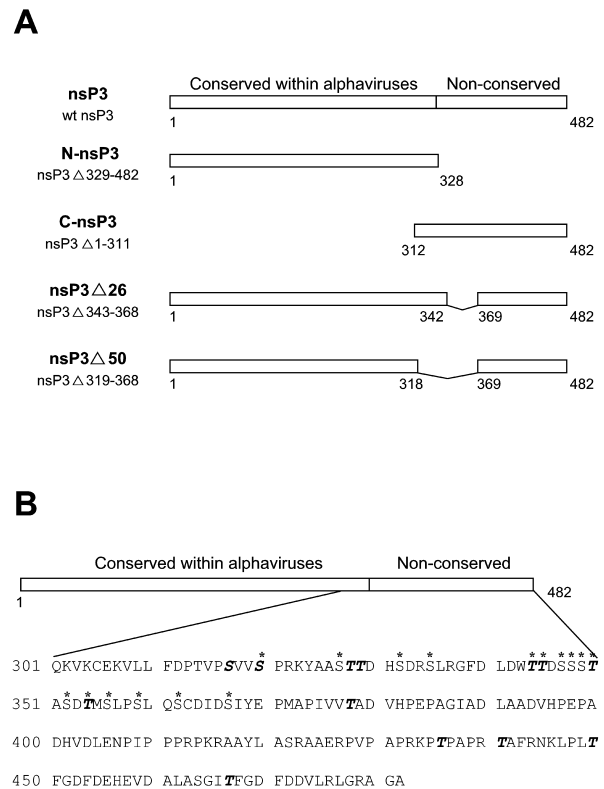 A
Conserved within alphaviruses Non-conserved
nsP3
wt nsP3
1 482
N-nsP3
nsP3 △329-482
1 328
C-nsP3
nsP3 △1-311
312 482
nsP3△26
nsP3 △343-368
1 342 369 482
nsP3△50
nsP3 △319-368
1 318 369 482
B
Conserved within alphaviruses Non-conserved
1 482
* * * * * * * * * *
301 QKVKCEKVLL FDPTVPSVVS PRKYAASTTD HSDRSLRGFD LDWTTDSSST
* * * * * *
351 ASDTMSLPSL QSCDIDSIYE PMAPIVVTAD VHPEPAGIAD LAADVHPEPA
400 DHVDLENPIP PPRPKRAAYL ASRAAERPVP APRKPTPAPR TAFRNKLPLT
450 FGDFDEHEVD ALASGITFGD FDDVLRLGRA GA